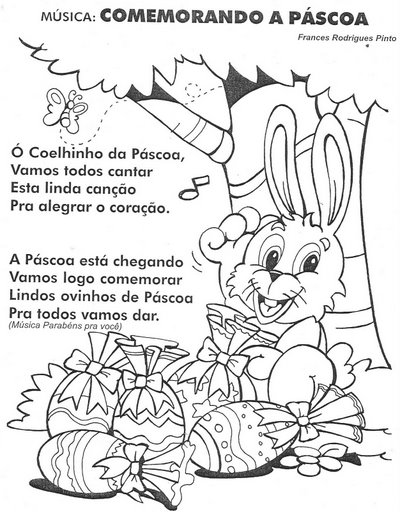 MÚSICA: COMEMORANDO A PÁSCOA
Frances Rodrigues Pinto
Ó Coelhinho da Páscoa,
Vamos todos cantar
Esta linda canção
Pra alegrar o coração.
A Páscoa está chegando
Vamos logo comemorar
Lindos ovinhos de Páscoa
Pra todos vamos dar.
(Música Parabéns pra você)